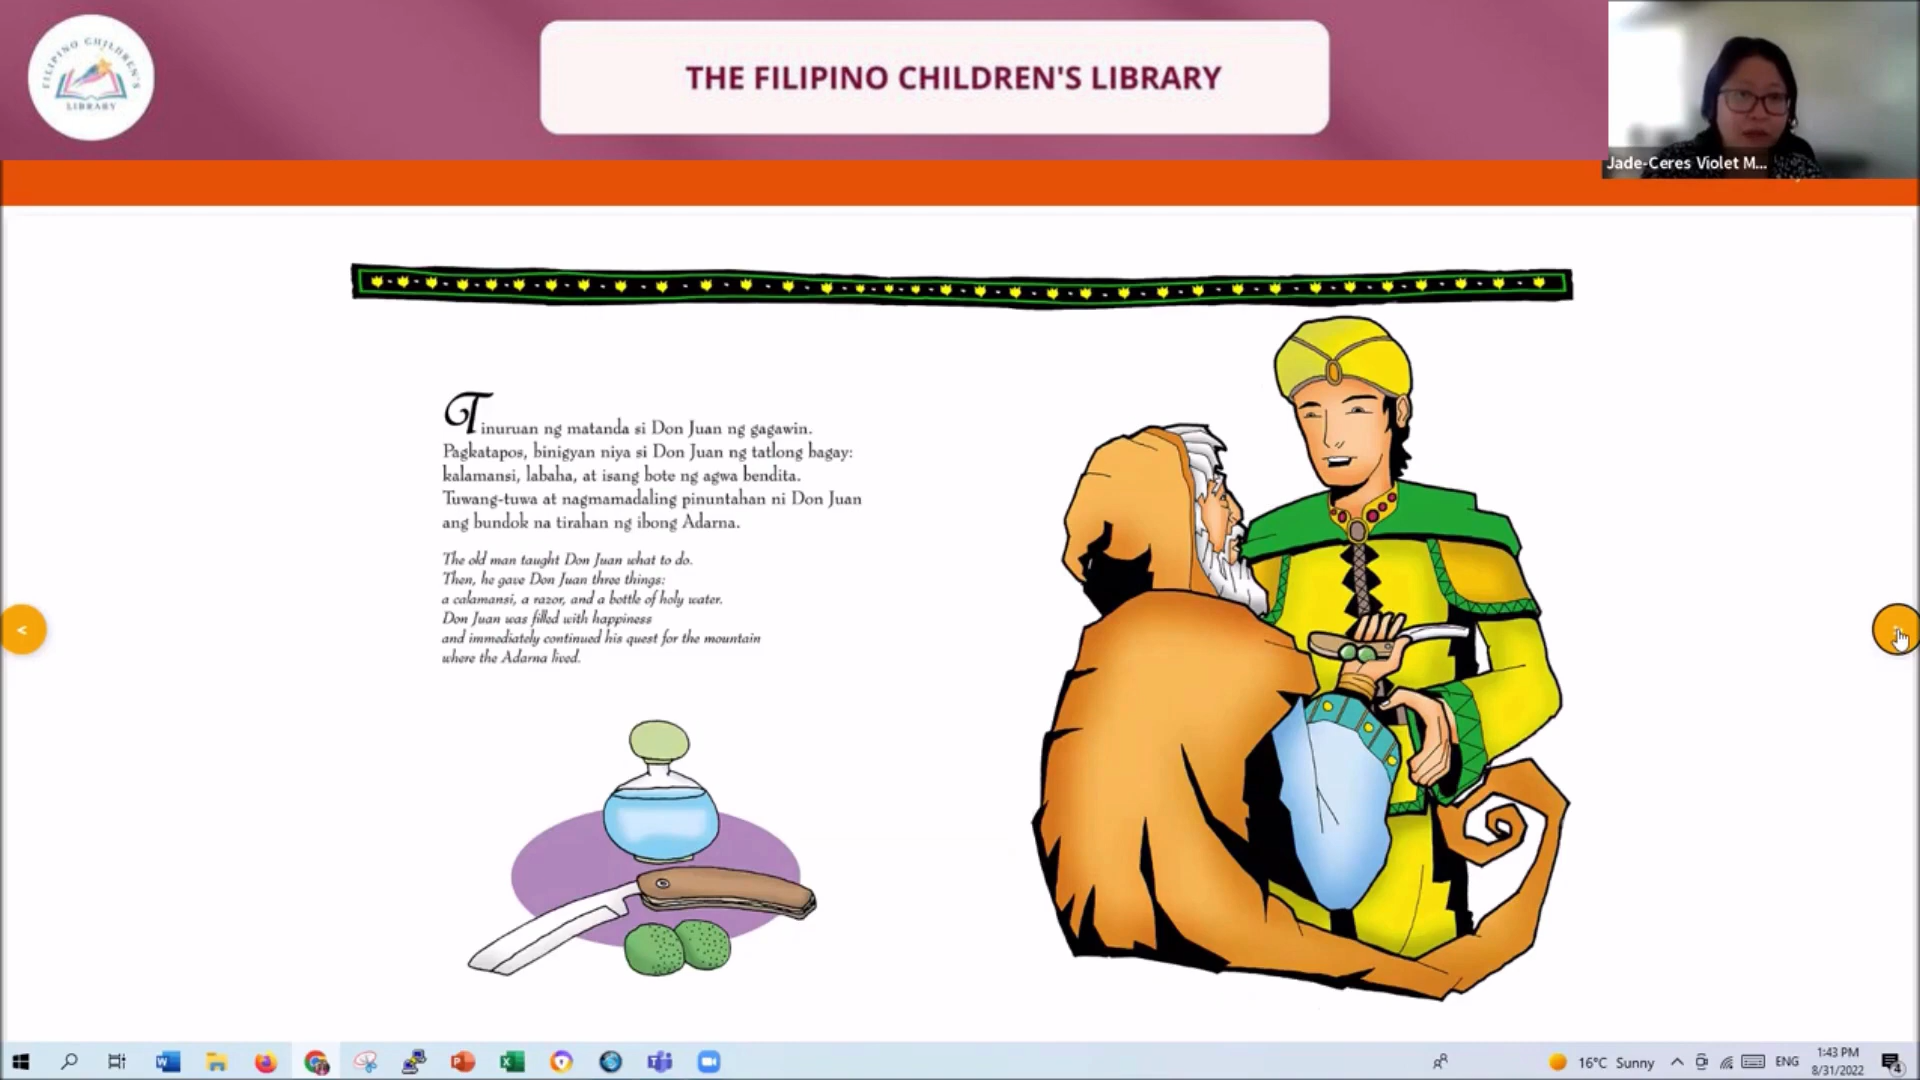 FILIPINO CHILDREN'S
LIBRARY
THE FILIPINO CHILDREN'S LIBRARY
Jade-Ceres Violet M...
Tinuruan ng matanda si Don Juan ng gagawin.
Pagkatapos, binigyan niya si Don Juan ng tatlong bagay:
kalamansi, labaha, at isang bote ng agwa bendita.
Tuwang-tuwa at nagmamadaling pinuntahan ni Don Juan
ang bundok na tirahan ng ibong Adarna.
The old man taught Don Juan what to do.
Then, he gave Don Juan three things:
a calamansi, a razor, and a bottle of holy water.
Don Juan was filled with happiness
and immediately continued his quest for the mountain
where the Adarna lived.
<
16°C Sunny
ENG
1:43 PM
8/31/2022
4